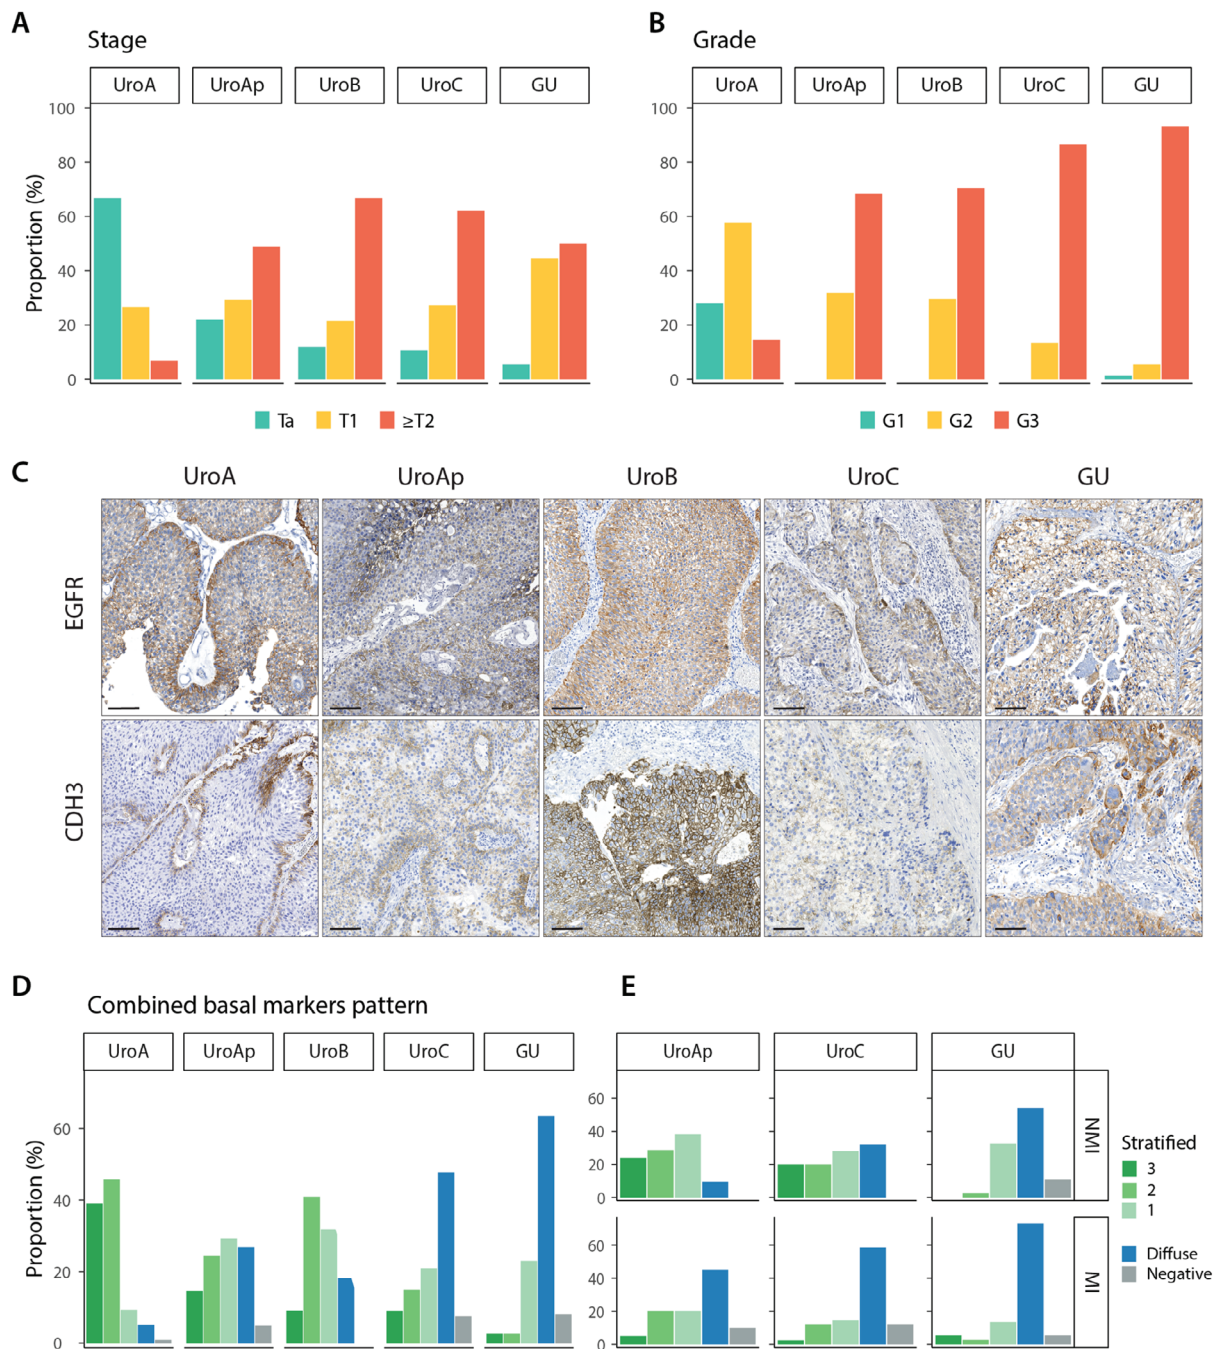 A
Stage
UroA UroAp UroB UroC GU
Proportion (%)
100
80
60
40
20
0
Ta T1 ≥T2
B
Grade
UroA UroAp UroB UroC GU
100
80
60
40
20
0
G1 G2 G3
C
UroA UroAp UroB UroC GU
EGFR
CDH3
D
Combined basal markers pattern
UroA UroAp UroB UroC GU
Proportion (%)
60
40
20
0
E
UroAp UroC GU
60
40
20
0
NMI
60
40
20
0
MI
Stratified
3
2
1
Diffuse
Negative